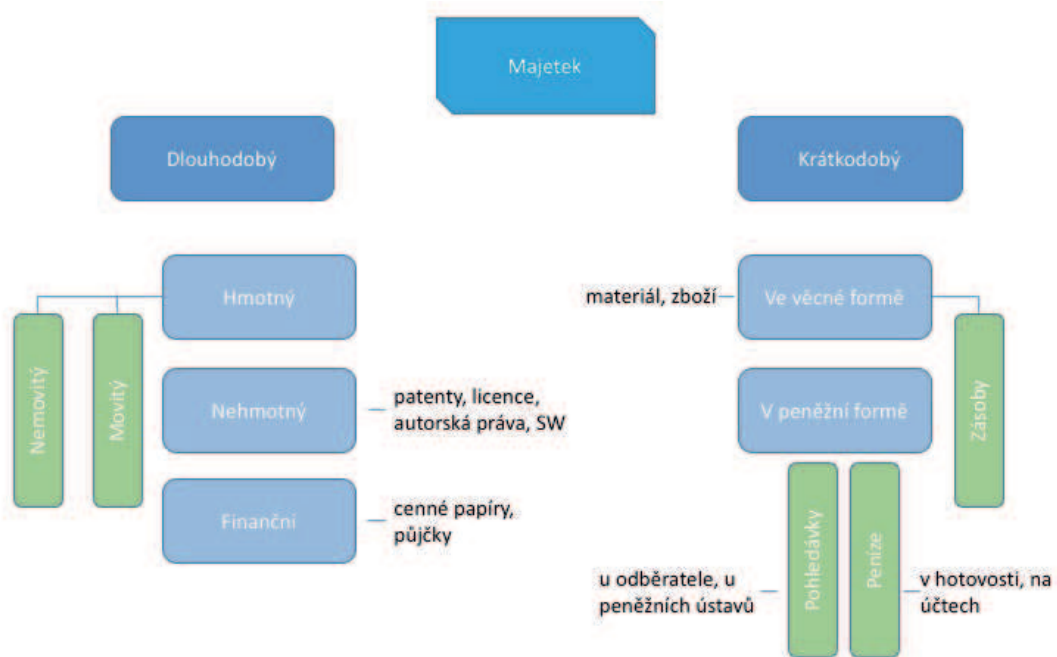 Majetek
Dlouhodobý
Krátkodobý
Hmotný
Nemovitý
Movitý
Nehmotný
patenty, licence,
autorská práva, SW
Finanční
cenné papíry,
půjčky
materiál, zboží
Ve věcné formě
Zásoby
V peněžní formě
Pohledávky
u odběratele, u
peněžních ústavů
Peníze
v hotovosti, na
účtech